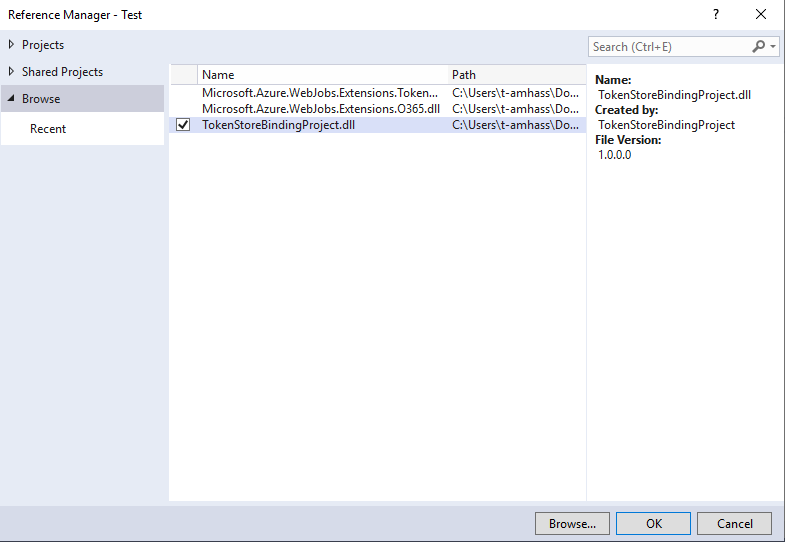 Reference Manager - Test
?
Projects
Shared Projects
Browse
Recent
Name Path
Microsoft.Azure.WebJobs.Extensions.Token... C:\Users\t-amhass\Do...
Microsoft.Azure.WebJobs.Extensions.O365.dll C:\Users\t-amhass\Do...
TokenStoreBindingProject.dll C:\Users\t-amhass\Do...
Search (Ctrl+E)
Name:
TokenStoreBindingProject.dll
Created by:
TokenStoreBindingProject
File Version:
1.0.0.0
Browse... OK Cancel